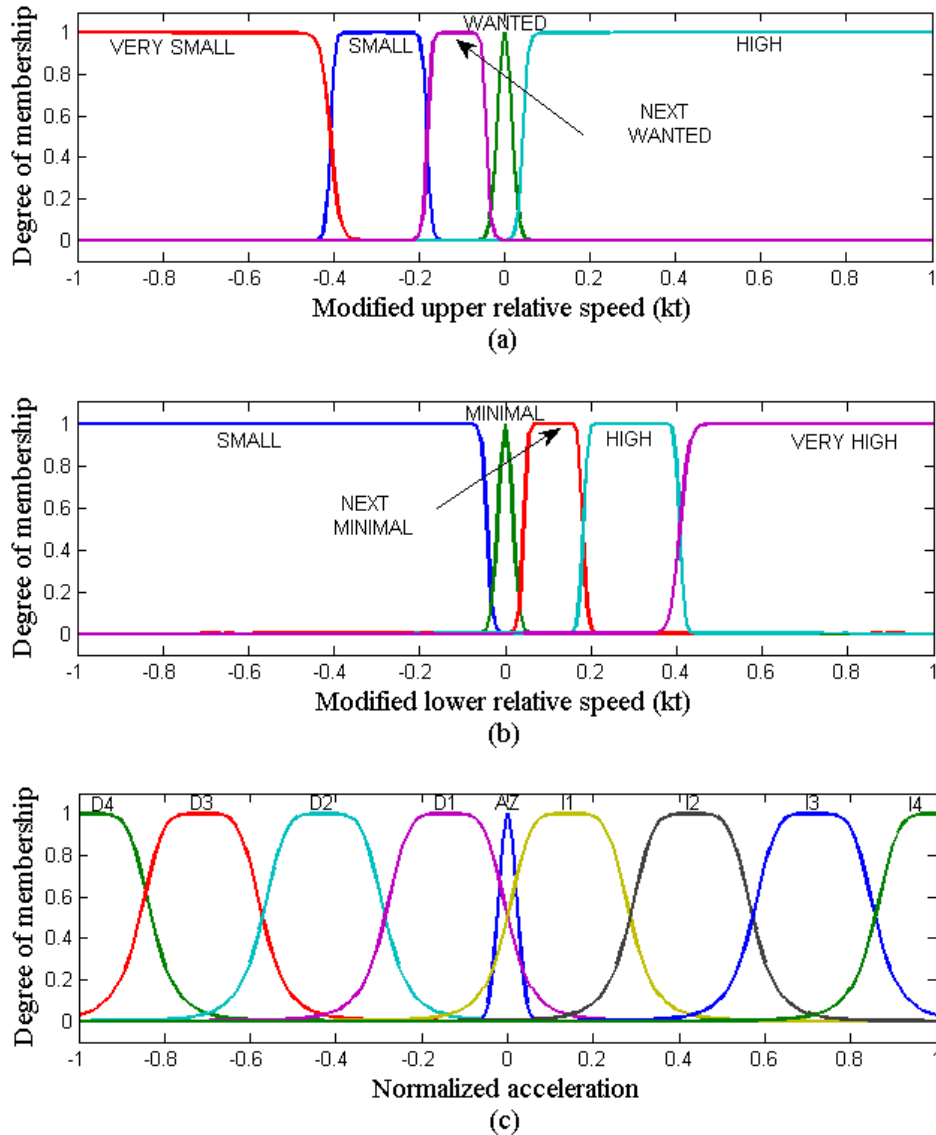 WANTED
1
VERY SMALL
SMALL
HIGH
0.8
NEXT
WANTED
0.6
0.4
0.2
0
Degree of membership
-1 -0.8 -0.6 -0.4 -0.2 0 0.2 0.4 0.6 0.8 1
Modified upper relative speed (kt)
(a)
MINIMAL
1
SMALL
HIGH
VERY HIGH
0.8
NEXT
MINIMAL
0.6
0.4
0.2
0
Degree of membership
-1 -0.8 -0.6 -0.4 -0.2 0 0.2 0.4 0.6 0.8 1
Modified lower relative speed (kt)
(b)
D4 D3 D2 D1 AZ I1 I2 I3 I4
1
0.8
0.6
0.4
0.2
0
Degree of membership
-1 -0.8 -0.6 -0.4 -0.2 0 0.2 0.4 0.6 0.8 1
Normalized acceleration
(c)